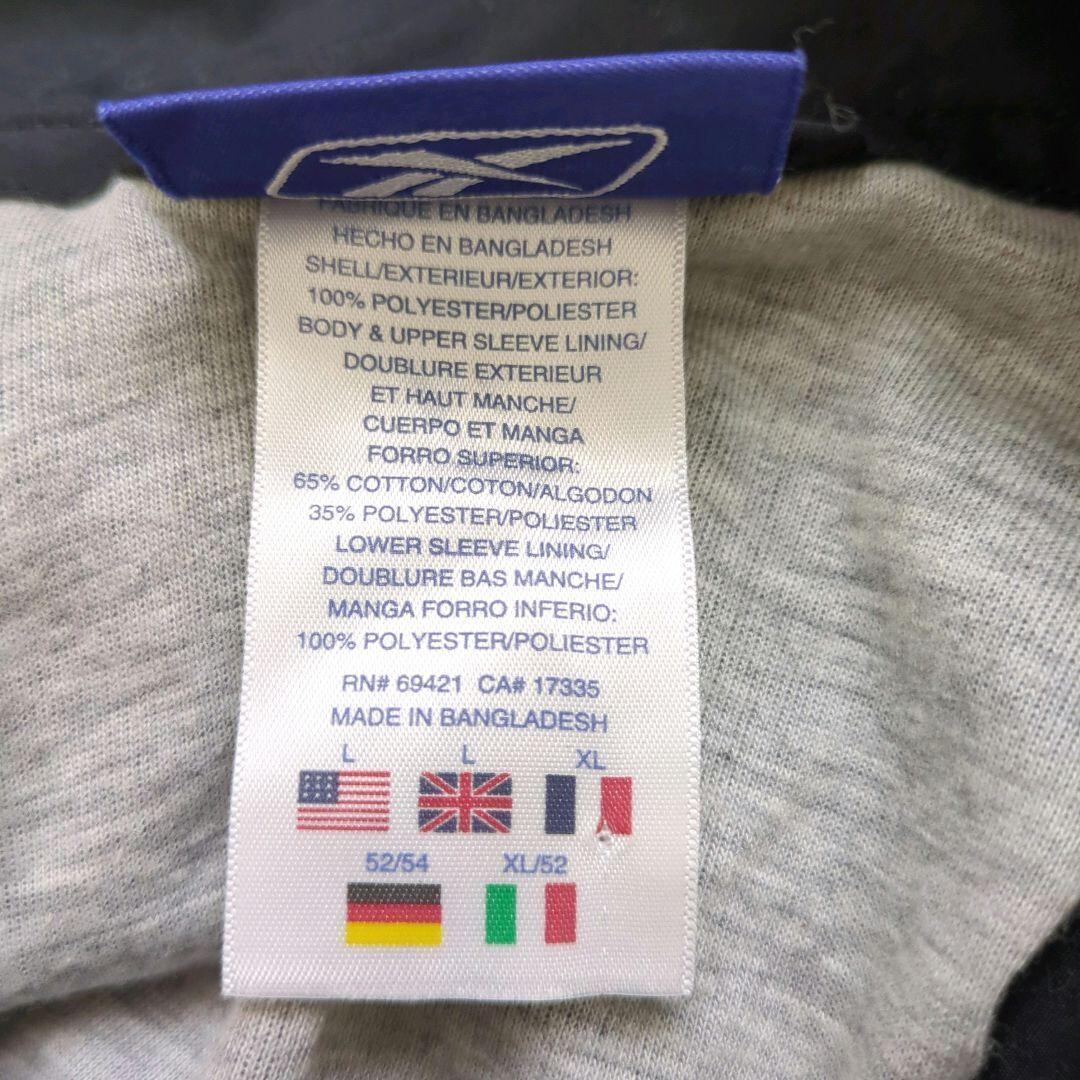 FABRIQUE EN BANGLADESH
HECHO EN BANGLADESH
SHELL/EXTERIEUR/EXTERIOR:
100% POLYESTER/POLIESTER
BODY & UPPER SLEEVE LINING/
DOUBLURE EXTERIEUR
ET HAUT MANCHE/
CUERPO ET MANGA
FORRO SUPERIOR:
65% COTTON/COTON/ALGODON
35% POLYESTER/POLIESTER
LOWER SLEEVE LINING/
DOUBLURE BAS MANCHE/
MANGA FORRO INFERIO:
100% POLYESTER/POLIESTER
RN# 69421 CA# 17335
MADE IN BANGLADESH
L L XL
52/54 XL/52